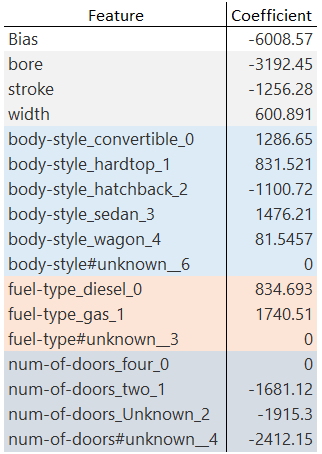 Feature Coefficient
Bias -6008.57
bore -3192.45
stroke -1256.28
width 600.891
body-style_convertible_0 1286.65
body-style_hardtop_1 831.521
body-style_hatchback_2 -1100.72
body-style_sedan_3 1476.21
body-style_wagon_4 81.5457
body-style#unknown__6 0
fuel-type_diesel_0 834.693
fuel-type_gas_1 1740.51
fuel-type#unknown__3 0
num-of-doors_four_0 0
num-of-doors_two_1 -1681.12
num-of-doors_Unknown_2 -1915.3
num-of-doors#unknown__4 -2412.15